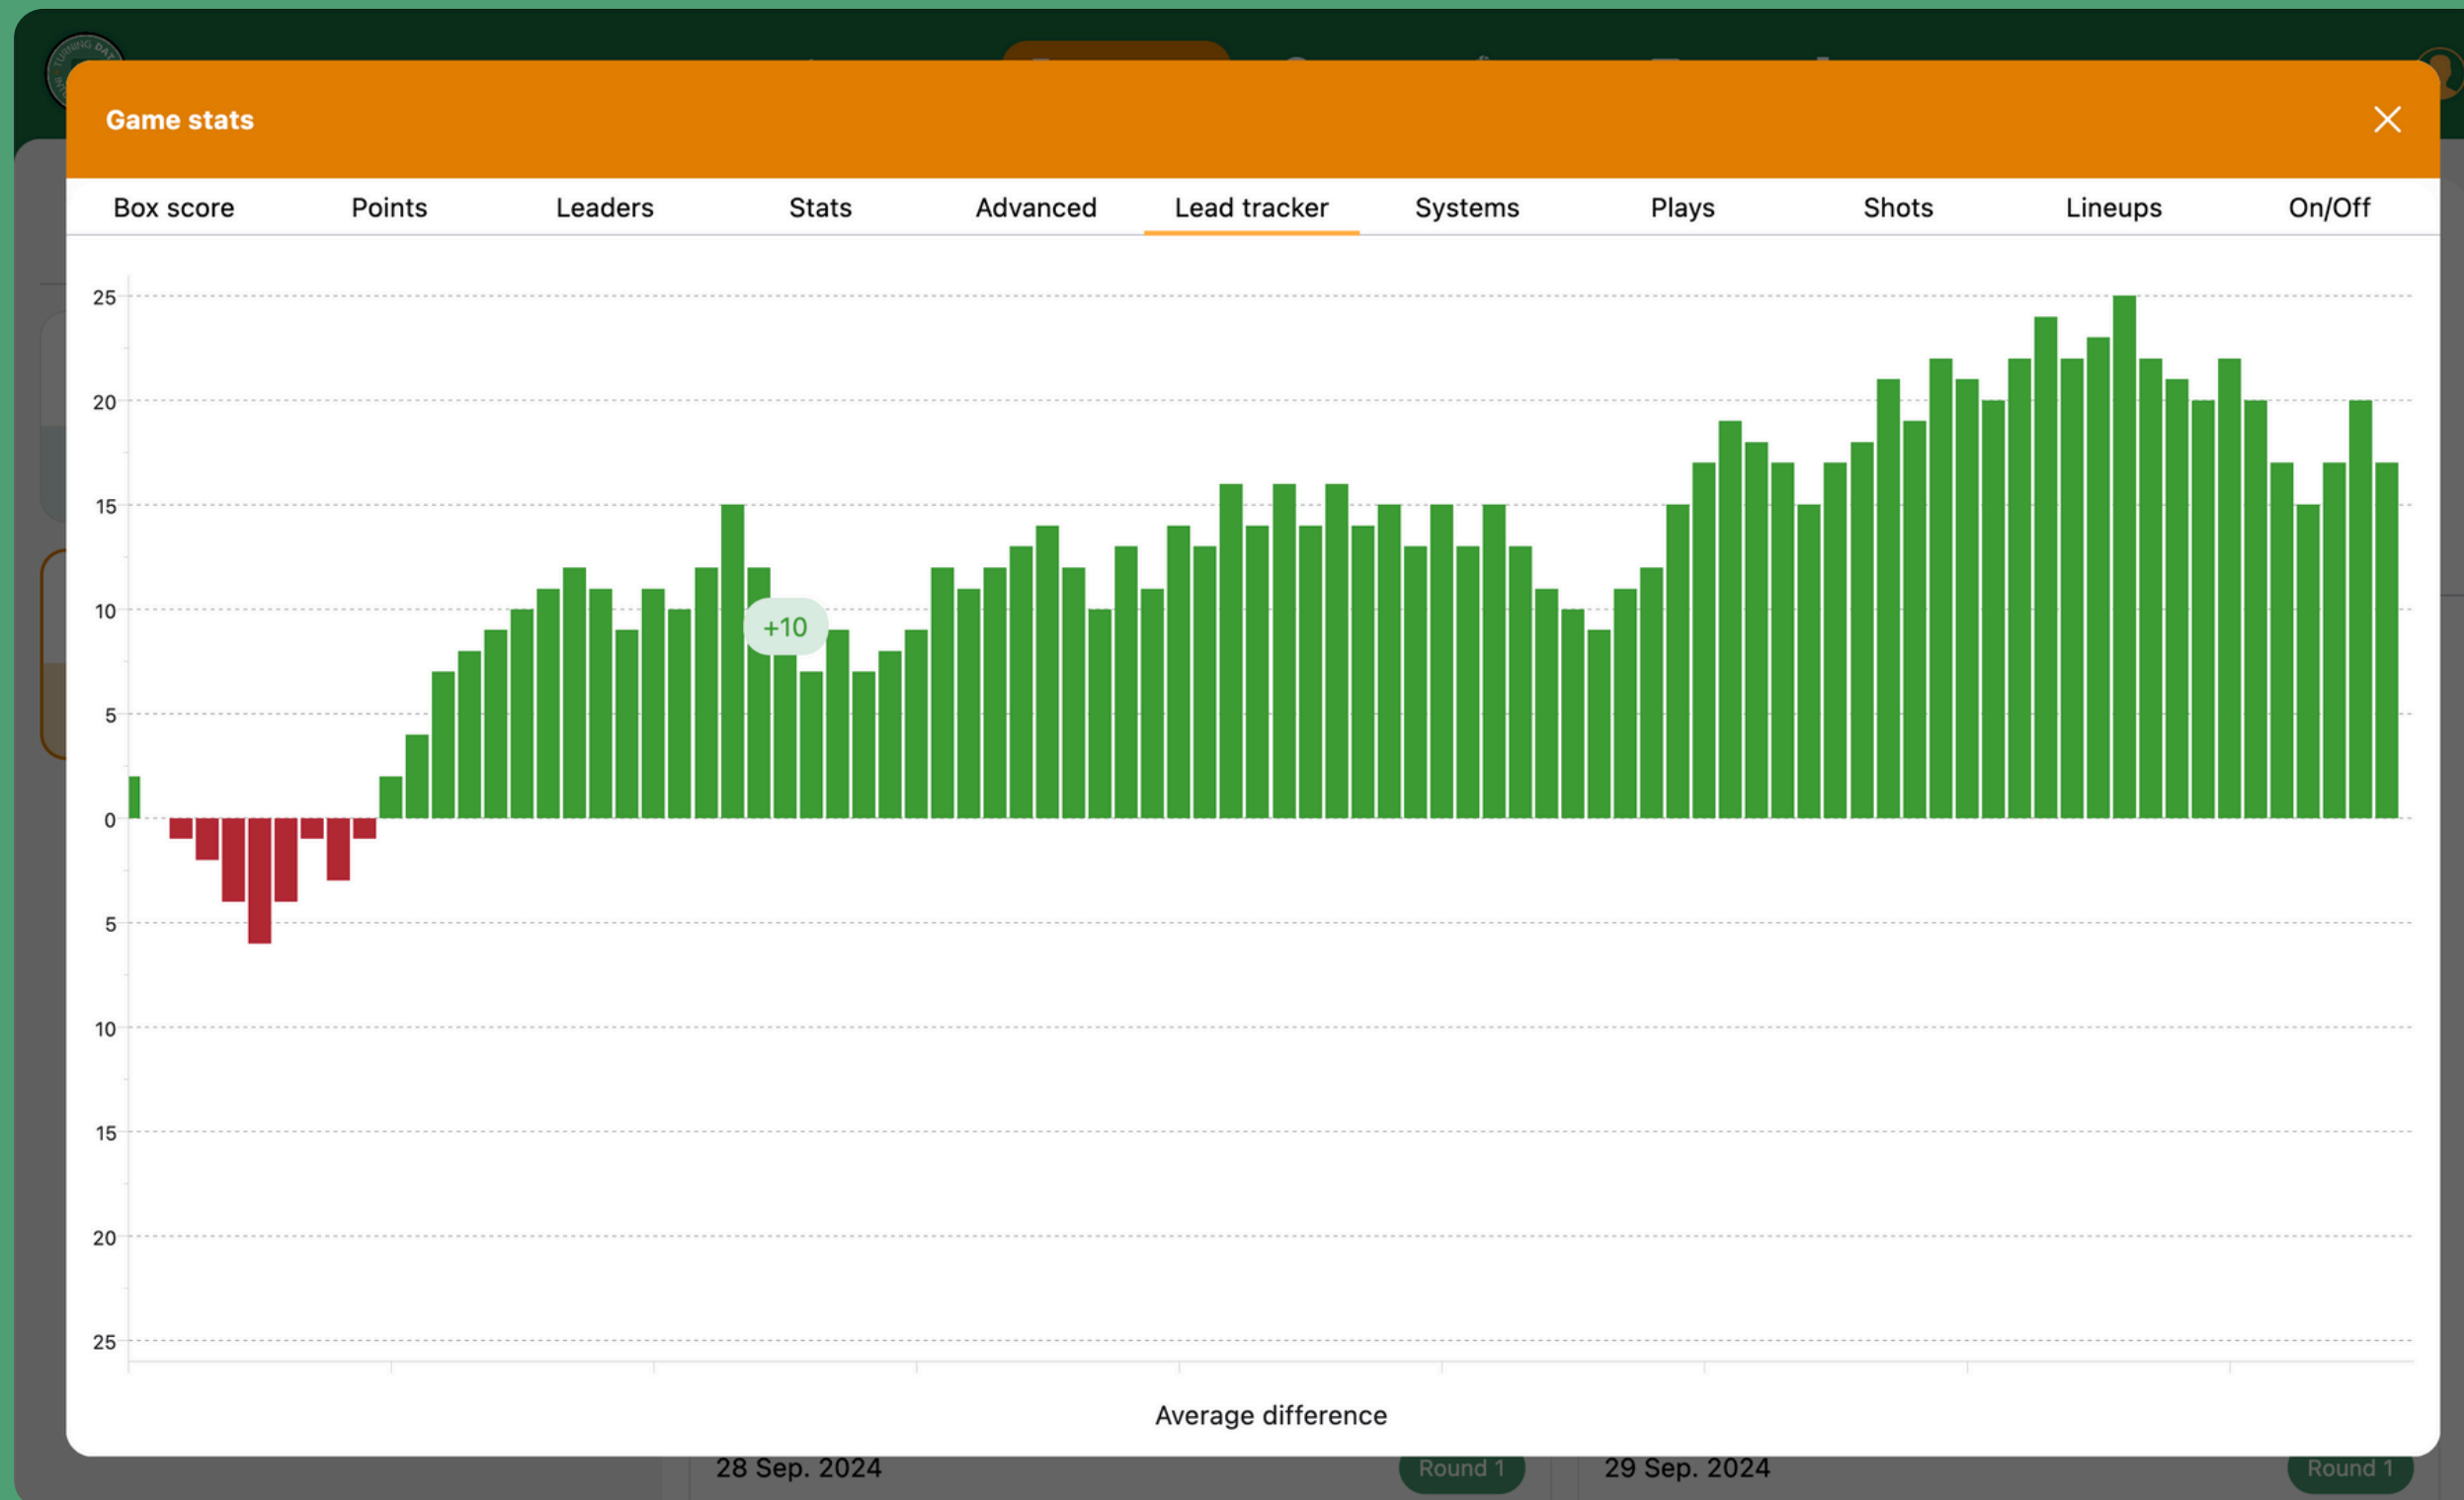 TURNING DAT
Game stats
Box score Points Leaders Stats Advanced Lead tracker Systems Plays Shots Lineups On/Off
25
20
15
10
+10
5
0
5
10
15
20
25
Average difference
28 Sep. 2024 Round 1 29 Sep. 2024 Round 1